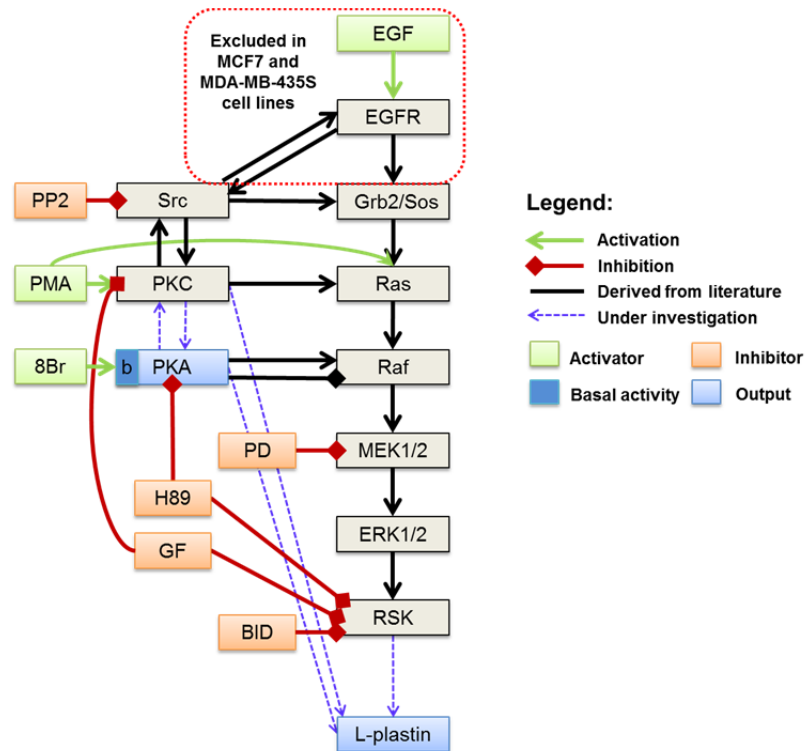 Excluded in
MCF7 and
MDA-MB-435S
cell lines
EGF
EGFR
PP2
Src
Grb2/Sos
PMA
PKC
Ras
8Br
b
PKA
Raf
PD
MEK1/2
H89
ERK1/2
GF
BID
RSK
L-plastin
Legend:
Activation
Inhibition
Derived from literature
Under investigation
Activator
Inhibitor
Basal activity
Output